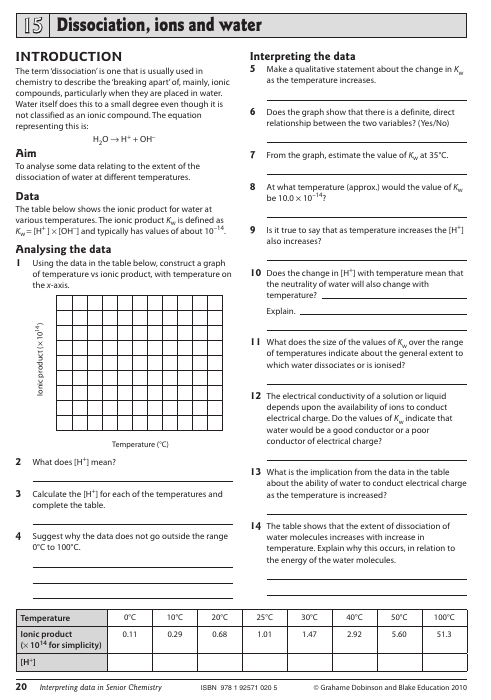 15 Dissociation, ions and water
INTRODUCTION
The term 'dissociation' is one that is usually used in
chemistry to describe the 'breaking apart' of, mainly, ionic
compounds, particularly when they are placed in water.
Water itself does this to a small degree even though it is
not classified as an ionic compound. The equation
representing this is:
H₂O → H⁺ + OH⁻
Aim
To analyse some data relating to the extent of the
dissociation of water at different temperatures.
Data
The table below shows the ionic product for water at
various temperatures. The ionic product Kw is defined as
Kw = [H⁺] × [OH⁻] and typically has values of about 10⁻¹⁴.
Analysing the data
1 Using the data in the table below, construct a graph
of temperature vs ionic product, with temperature on
the x-axis.
Ionic product (× 10¹⁴)
Temperature (°C)
2 What does [H⁺] mean?
3 Calculate the [H⁺] for each of the temperatures and
complete the table.
4 Suggest why the data does not go outside the range
0°C to 100°C.
Interpreting the data
5 Make a qualitative statement about the change in Kw
as the temperature increases.
6 Does the graph show that there is a definite, direct
relationship between the two variables? (Yes/No)
7 From the graph, estimate the value of Kw at 35°C.
8 At what temperature (approx.) would the value of Kw
be 10.0 × 10⁻¹⁴?
9 Is it true to say that as temperature increases the [H⁺]
also increases?
10 Does the change in [H⁺] with temperature mean that
the neutrality of water will also change with
temperature?
Explain.
11 What does the size of the values of Kw over the range
of temperatures indicate about the general extent to
which water dissociates or is ionised?
12 The electrical conductivity of a solution or liquid
depends upon the availability of ions to conduct
electrical charge. Do the values of Kw indicate that
water would be a good conductor or a poor
conductor of electrical charge?
13 What is the implication from the data in the table
about the ability of water to conduct electrical charge
as the temperature is increased?
14 The table shows that the extent of dissociation of
water molecules increases with increase in
temperature. Explain why this occurs, in relation to
the energy of the water molecules.
Temperature 0°C 10°C 20°C 25°C 30°C 40°C 50°C 100°C
Ionic product 0.11 0.29 0.68 1.01 1.47 2.92 5.60 51.3
(× 10¹⁴ for simplicity)
[H⁺]
20 Interpreting data in Senior Chemistry ISBN 978 1 92571 020 5 © Grahame Dobinson and Blake Education 2010